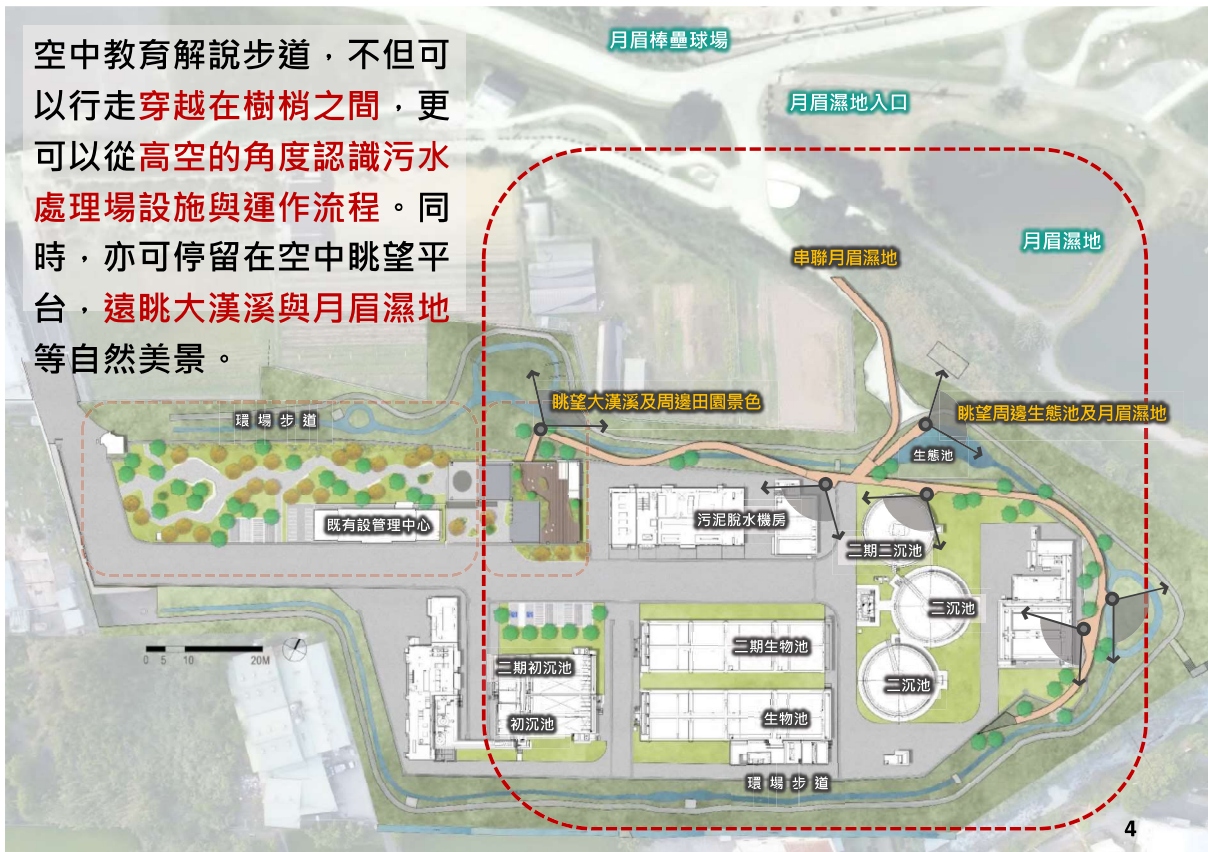 空中教育解說步道，不但可
以行走穿越在樹梢之間，更
可以從高空的角度認識污水
處理場設施與運作流程。同
時，亦可停留在空中眺望平
台，遠眺大漢溪與月眉濕地
等自然美景。
月眉棒壘球場
月眉濕地入口
月眉濕地
串聯月眉濕地
眺望大漢溪及周邊田園景色
眺望周邊生態池及月眉濕地
環場步道
生態池
既有設管理中心
污泥脫水機房
二期三沉池
二沉池
二期生物池
二期初沉池
二沉池
初沉池
生物池
環場步道
0 5 10 20M
4